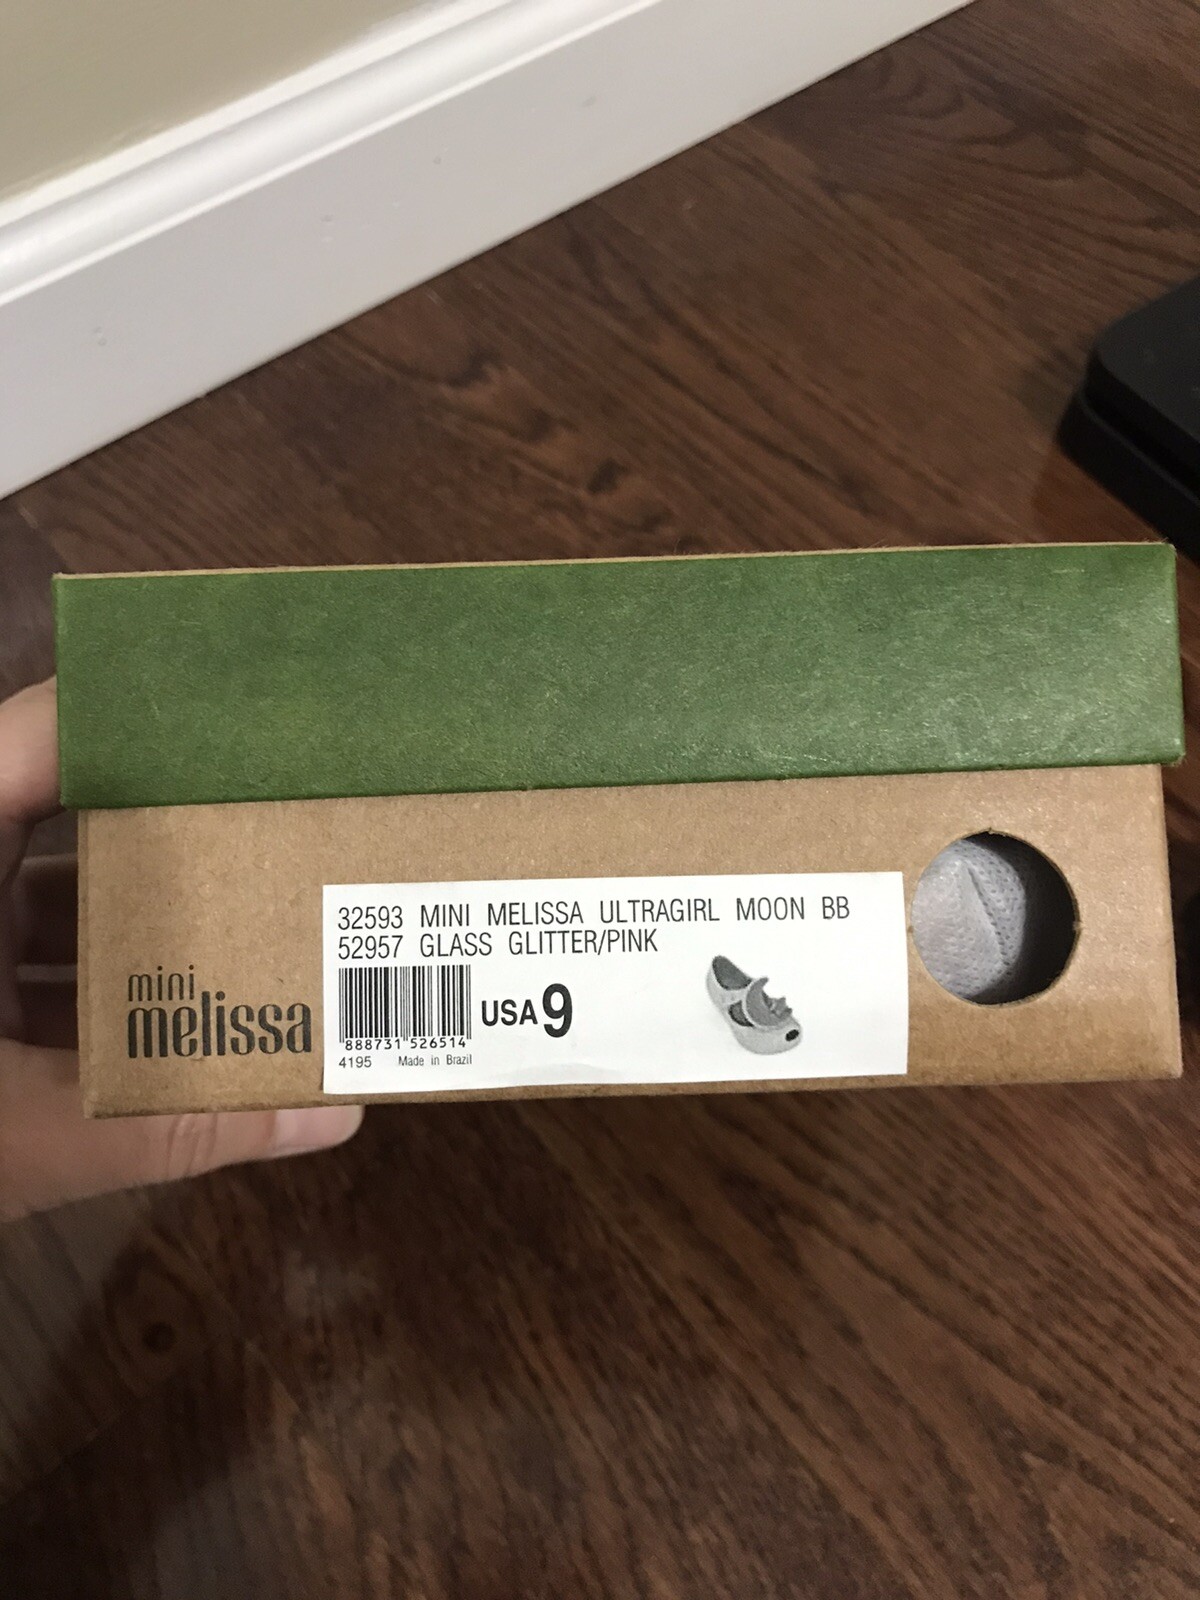 32593 MINI MELISSA ULTRAGIRL MOON BB
52957 GLASS GLITTER/PINK
mini
melissa
USA 9
888731 526514
4195 Made in Brazil